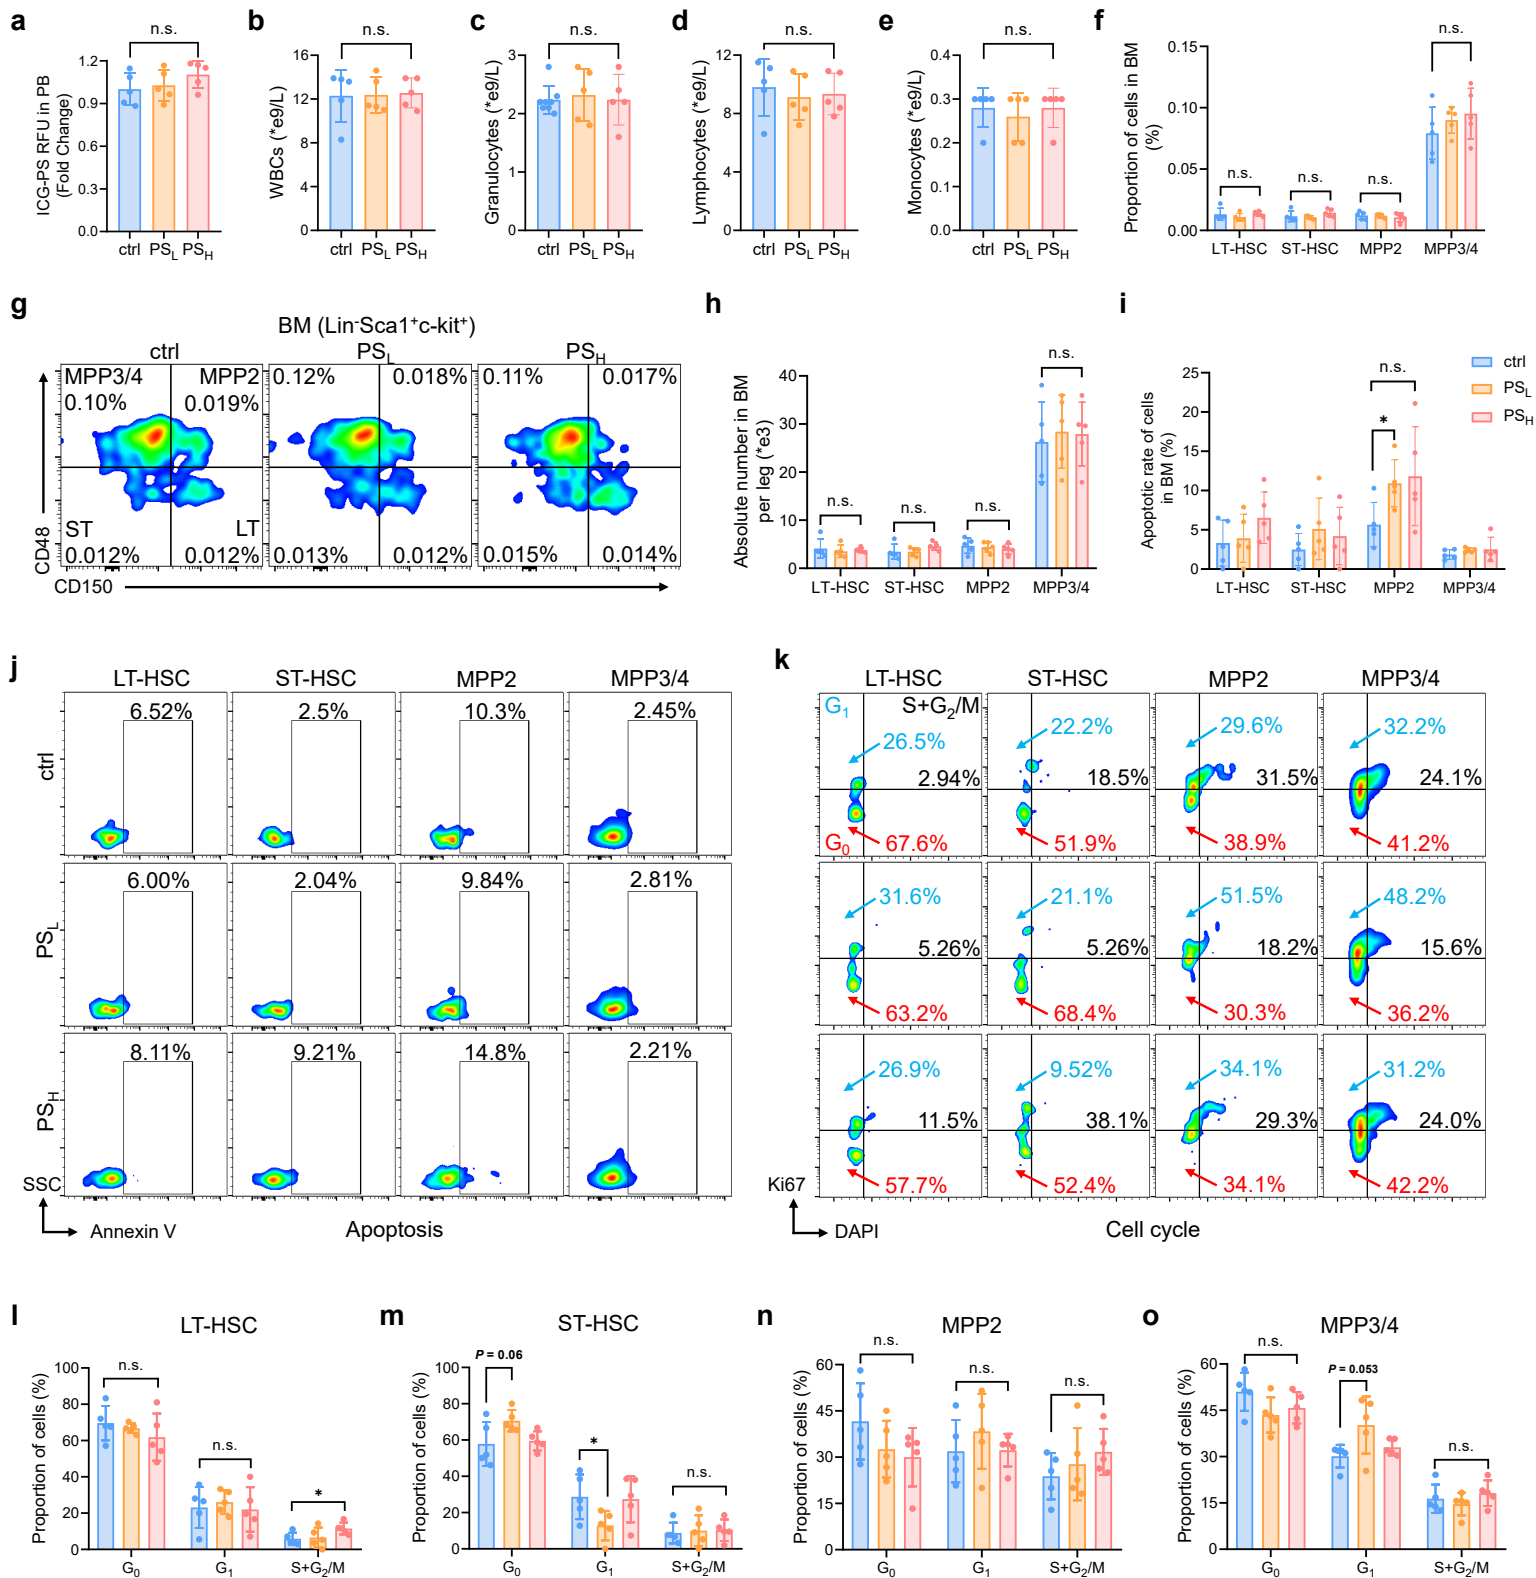 a
n.s.
ICG-PS RFU in PB
(Fold Change)
1.2
0.9
0.6
0.3
0.0
ctrl PSL PSH
b
n.s.
WBCs (*e9/L)
16
12
8
4
0
ctrl PSL PSH
c
n.s.
Granulocytes (*e9/L)
3
2
1
0
ctrl PSL PSH
d
n.s.
Lymphocytes (*e9/L)
12
8
4
0
ctrl PSL PSH
e
n.s.
Monocytes (*e9/L)
0.4
0.3
0.2
0.1
0.0
ctrl PSL PSH
f
n.s.
n.s.
n.s.
n.s.
Proportion of cells in BM
(%)
0.15
0.10
0.05
0.00
LT-HSC ST-HSC MPP2 MPP3/4
g
BM (Lin-Sca1+c-kit+)
ctrl PSL PSH
MPP3/4 MPP2
0.10% 0.019%
0.12% 0.018%
0.11% 0.017%
ST LT
0.012% 0.012%
0.013% 0.012%
0.015% 0.014%
CD48
CD150
h
n.s.
n.s.
n.s.
n.s.
Absolute number in BM
per leg (*e3)
40
30
20
10
0
LT-HSC ST-HSC MPP2 MPP3/4
i
n.s.
*
Apoptotic rate of cells
in BM (%)
25
20
15
10
5
0
LT-HSC ST-HSC MPP2 MPP3/4
ctrl
PSL
PSH
j
LT-HSC ST-HSC MPP2 MPP3/4
ctrl
6.52% 2.5% 10.3% 2.45%
PSL
6.00% 2.04% 9.84% 2.81%
PSH
8.11% 9.21% 14.8% 2.21%
SSC
Annexin V
Apoptosis
k
LT-HSC ST-HSC MPP2 MPP3/4
G1 S+G2/M
26.5% 22.2% 29.6% 32.2%
2.94% 18.5% 31.5% 24.1%
G0 67.6% 51.9% 38.9% 41.2%
31.6% 21.1% 51.5% 48.2%
5.26% 5.26% 18.2% 15.6%
63.2% 68.4% 30.3% 36.2%
26.9% 9.52% 34.1% 31.2%
11.5% 38.1% 29.3% 24.0%
57.7% 52.4% 34.1% 42.2%
Ki67
DAPI
Cell cycle
l
LT-HSC
n.s.
n.s.
*
Proportion of cells (%)
100
80
60
40
20
0
G0 G1 S+G2/M
m
ST-HSC
P = 0.06
*
n.s.
Proportion of cells (%)
100
80
60
40
20
0
G0 G1 S+G2/M
n
MPP2
n.s.
n.s.
n.s.
Proportion of cells (%)
60
45
30
15
0
G0 G1 S+G2/M
o
MPP3/4
n.s.
P = 0.053
n.s.
Proportion of cells (%)
60
45
30
15
0
G0 G1 S+G2/M